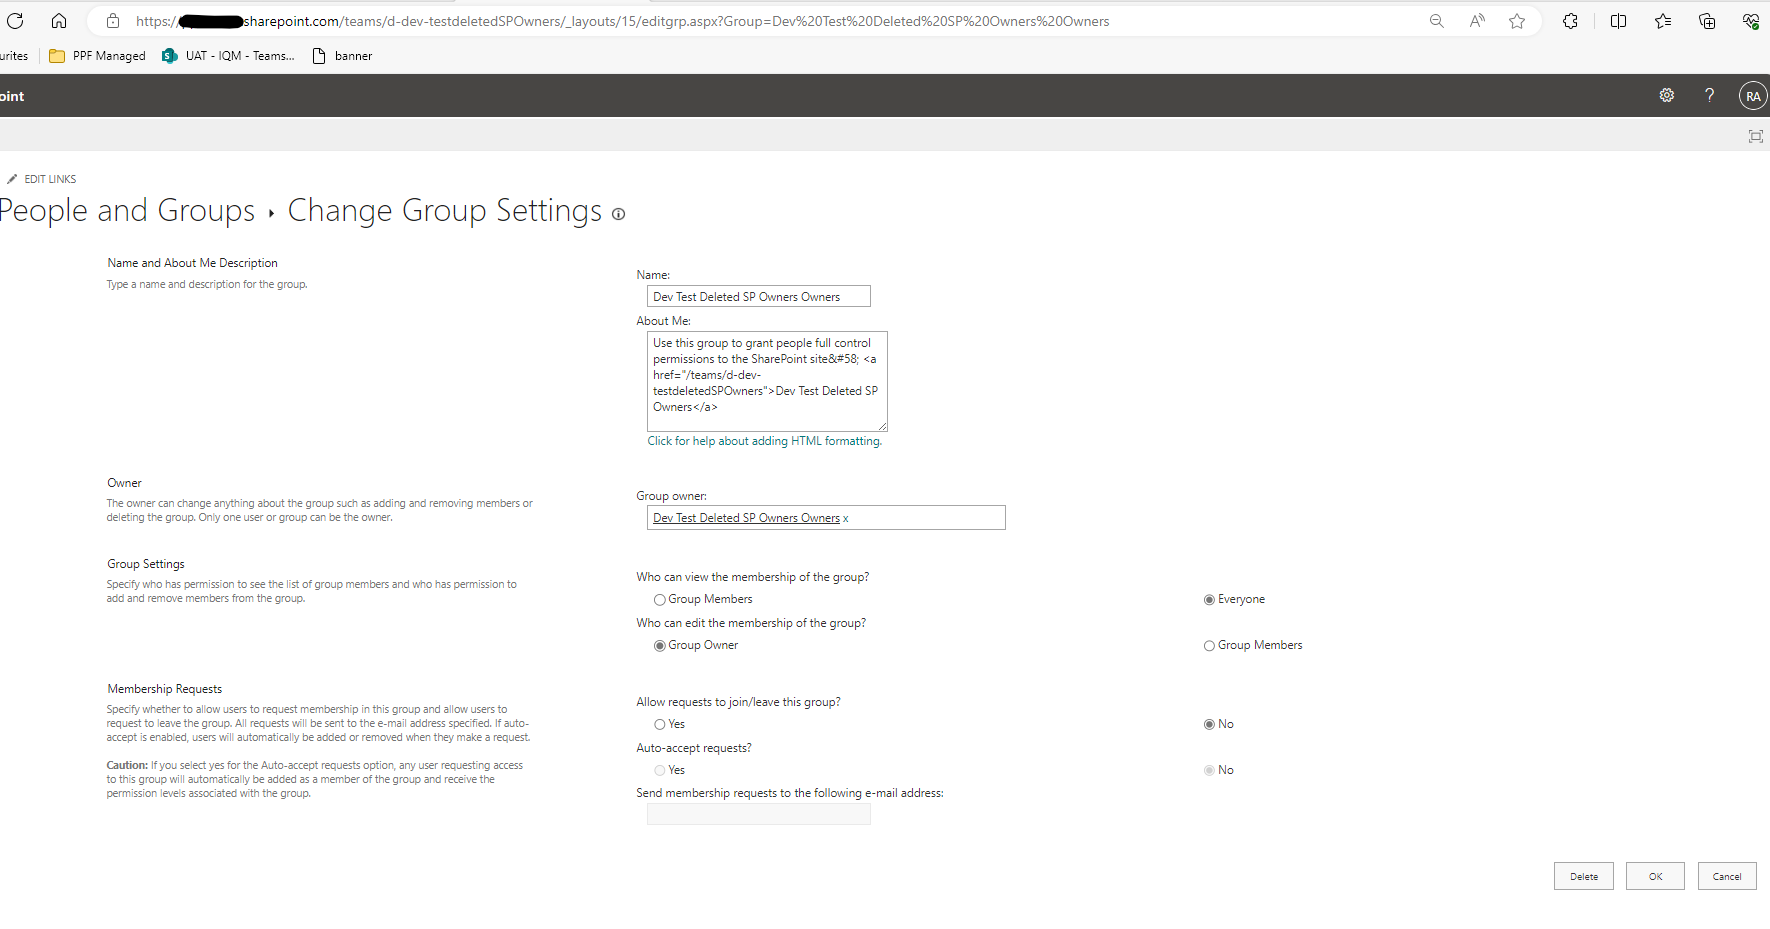 https://
sharepoint.com/teams/d-dev-testdeletedSPOwners/_layouts/15/editgrp.aspx?Group=Dev%20Test%20Deleted%20SP%20Owners%20Owners
urites
PPF Managed
UAT - IQM - Teams...
banner
oint
?
RA
EDIT LINKS
People and Groups ▸ Change Group Settings
Name and About Me Description
Type a name and description for the group.
Name:
Dev Test Deleted SP Owners Owners
About Me:
Use this group to grant people full control
permissions to the SharePoint site&#58; <a
href="/teams/d-dev-
testdeletedSPOwners">Dev Test Deleted SP
Owners</a>
Click for help about adding HTML formatting.
Owner
The owner can change anything about the group such as adding and removing members or
deleting the group. Only one user or group can be the owner.
Group owner:
Dev Test Deleted SP Owners Owners x
Group Settings
Specify who has permission to see the list of group members and who has permission to
add and remove members from the group.
Who can view the membership of the group?
Group Members
Everyone
Who can edit the membership of the group?
Group Owner
Group Members
Membership Requests
Specify whether to allow users to request membership in this group and allow users to
request to leave the group. All requests will be sent to the e-mail address specified. If auto-
accept is enabled, users will automatically be added or removed when they make a request.
Caution: If you select yes for the Auto-accept requests option, any user requesting access
to this group will automatically be added as a member of the group and receive the
permission levels associated with the group.
Allow requests to join/leave this group?
Yes
No
Auto-accept requests?
Yes
No
Send membership requests to the following e-mail address:
Delete
OK
Cancel